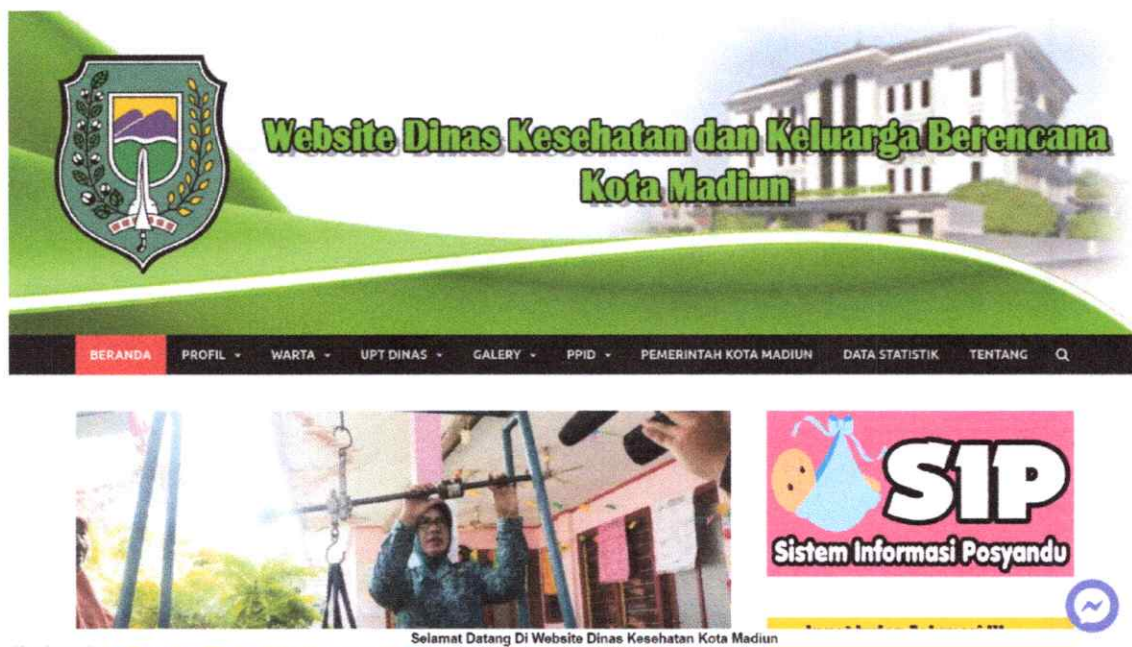 Website Dinas Kesehatan dan Keluarga Berencana
Kota Madiun
BERANDA PROFIL WARTA UPT DINAS GALERY PPID PEMERINTAH KOTA MADIUN DATA STATISTIK TENTANG
SIP
Sistem Informasi Posyandu
Selamat Datang Di Website Dinas Kesehatan Kota Madiun